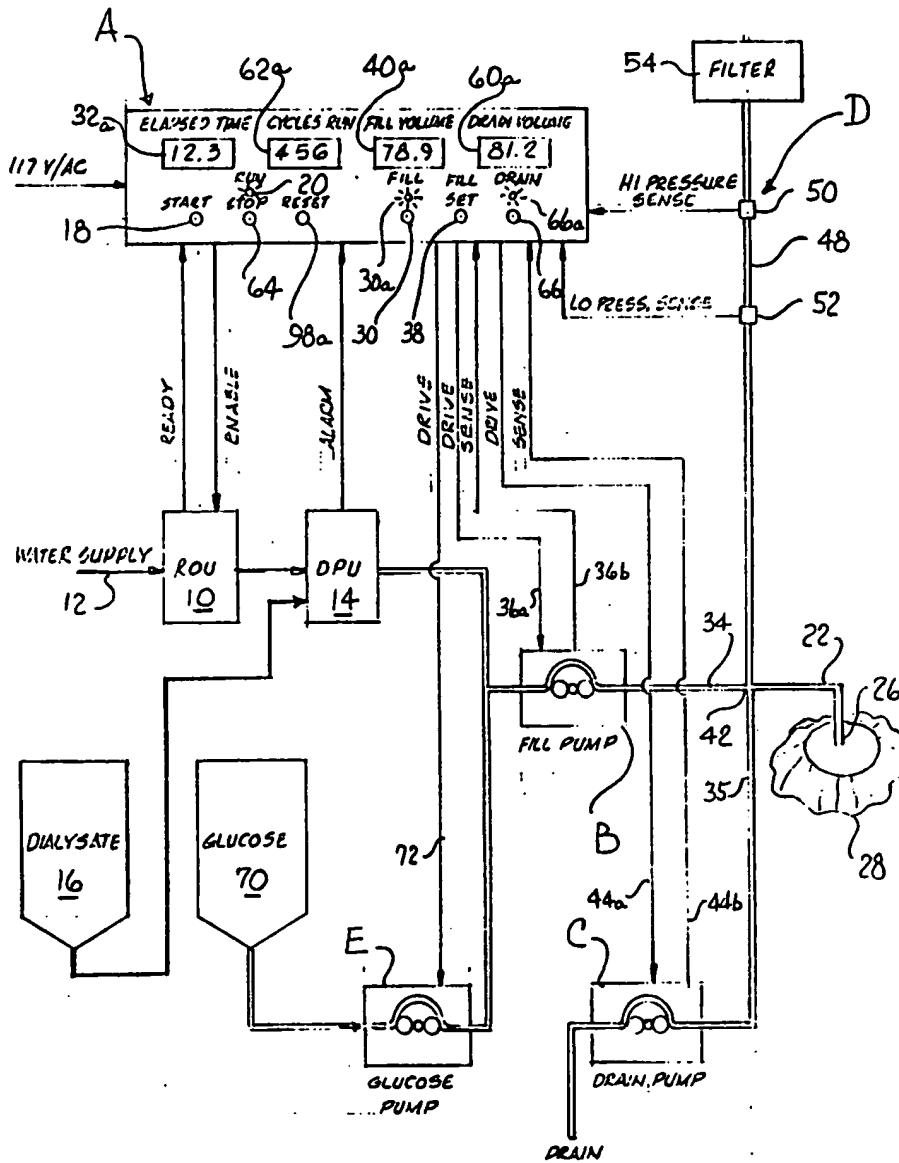 A
62a
40a
60a
54
FILTER
32a
ELAPSED TIME
CYCLES RUN
FILL VOLUME
DRAIN VOLUME
D
12.3
456
78.9
81.2
117 V/AC
RUN
20
FILL
FILL
DRAIN
HI PRESSURE
SENSE
50
START
STOP
RESET
SET
66a
18
48
64
30a
66
98a
30
38
LO PRESS. SENSE
52
READY
ENABLE
ALARM
DRIVE
DRIVE
SENSE
DRIVE
SENSE
WATER SUPPLY
12
ROU
10
DPU
14
36a
36b
34
22
26
42
FILL PUMP
35
B
28
DIALYSATE
16
GLUCOSE
70
72
44a
44b
E
C
GLUCOSE
PUMP
DRAIN PUMP
DRAIN